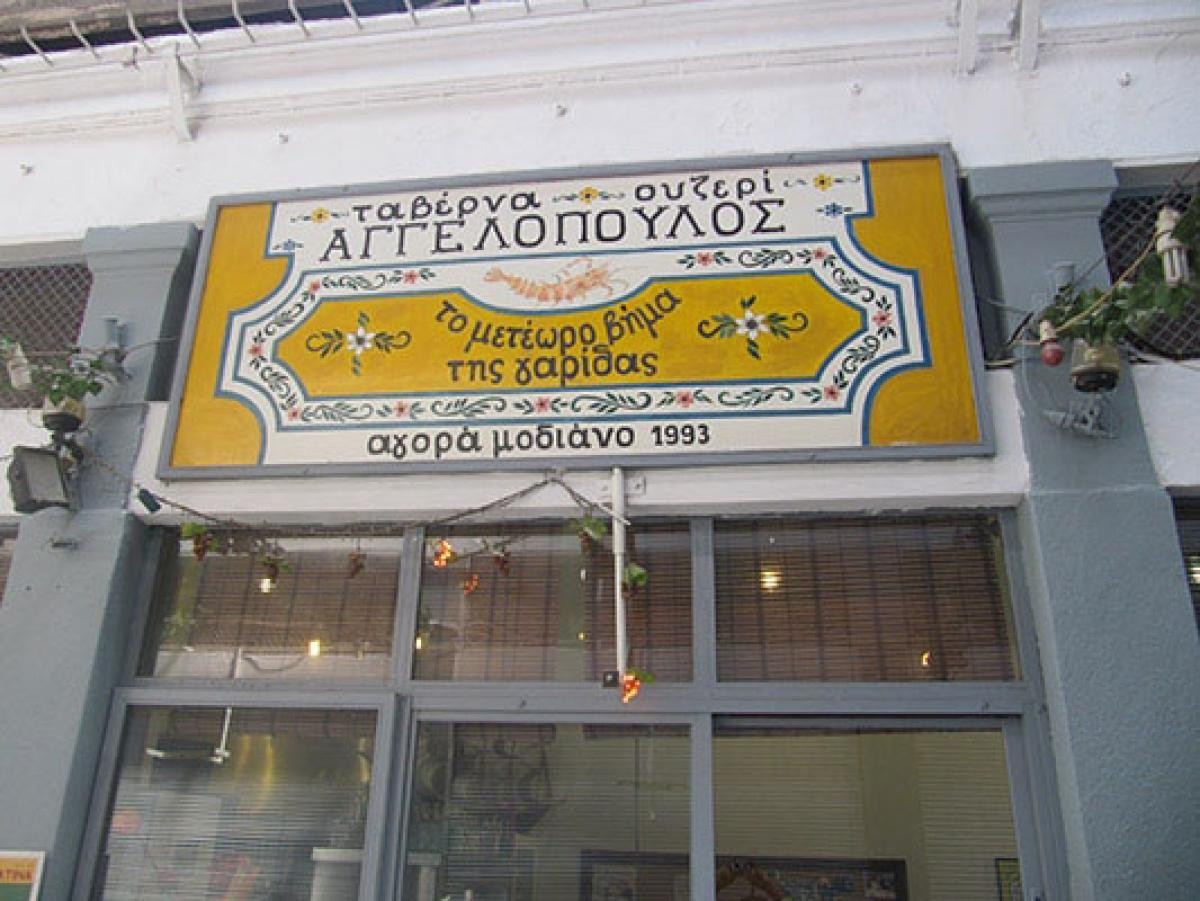 ταβέρνα ουζερί
ΑΓΓΕΛΟΠΟΥΛΟΣ
το μετέωρο βήμα
της γαρίδας
αγορά μοδιάνο 1993